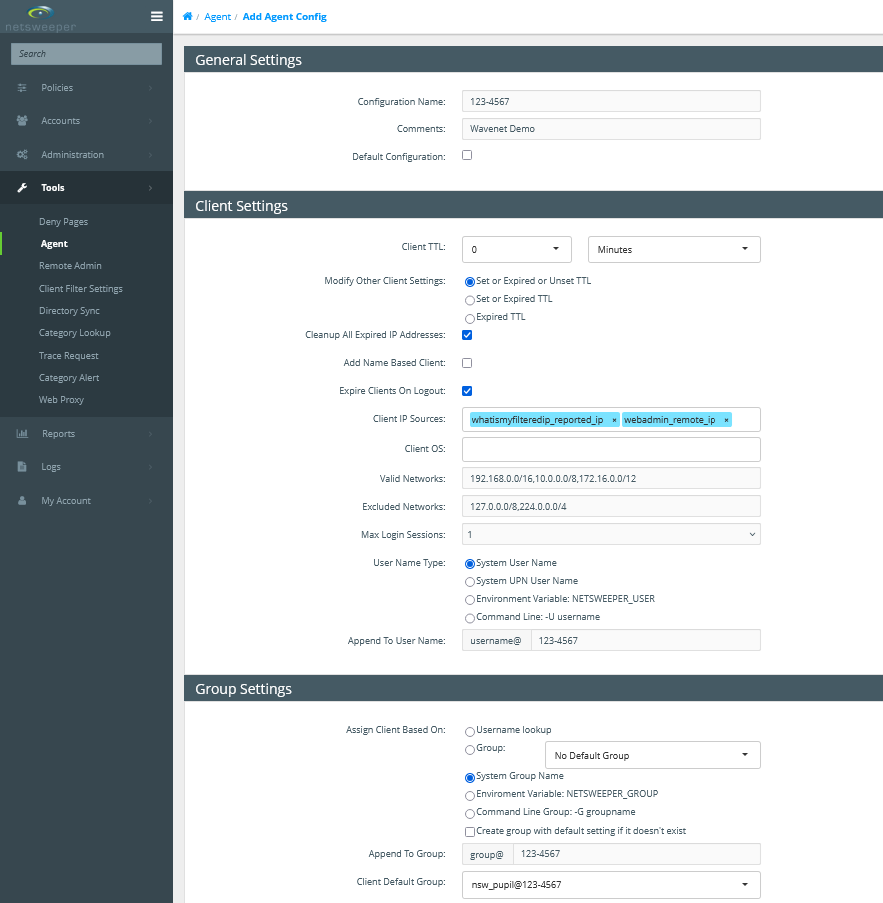 netsweeper
Search
Policies
Accounts
Administration
Tools
Deny Pages
Agent
Remote Admin
Client Filter Settings
Directory Sync
Category Lookup
Trace Request
Category Alert
Web Proxy
Reports
Logs
My Account
/ Agent / Add Agent Config
General Settings
Configuration Name: 123-4567
Comments: Wavenet Demo
Default Configuration:
Client Settings
Client TTL: 0 Minutes
Modify Other Client Settings: Set or Expired or Unset TTL
Set or Expired TTL
Expired TTL
Cleanup All Expired IP Addresses:
Add Name Based Client:
Expire Clients On Logout:
Client IP Sources: whatismyfilteredip_reported_ip × webadmin_remote_ip ×
Client OS:
Valid Networks: 192.168.0.0/16,10.0.0.0/8,172.16.0.0/12
Excluded Networks: 127.0.0.0/8,224.0.0.0/4
Max Login Sessions: 1
User Name Type: System User Name
System UPN User Name
Environment Variable: NETSWEEPER_USER
Command Line: -U username
Append To User Name: username@ 123-4567
Group Settings
Assign Client Based On: Username lookup
Group: No Default Group
System Group Name
Enviroment Variable: NETSWEEPER_GROUP
Command Line Group: -G groupname
Create group with default setting if it doesn't exist
Append To Group: group@ 123-4567
Client Default Group: nsw_pupil@123-4567